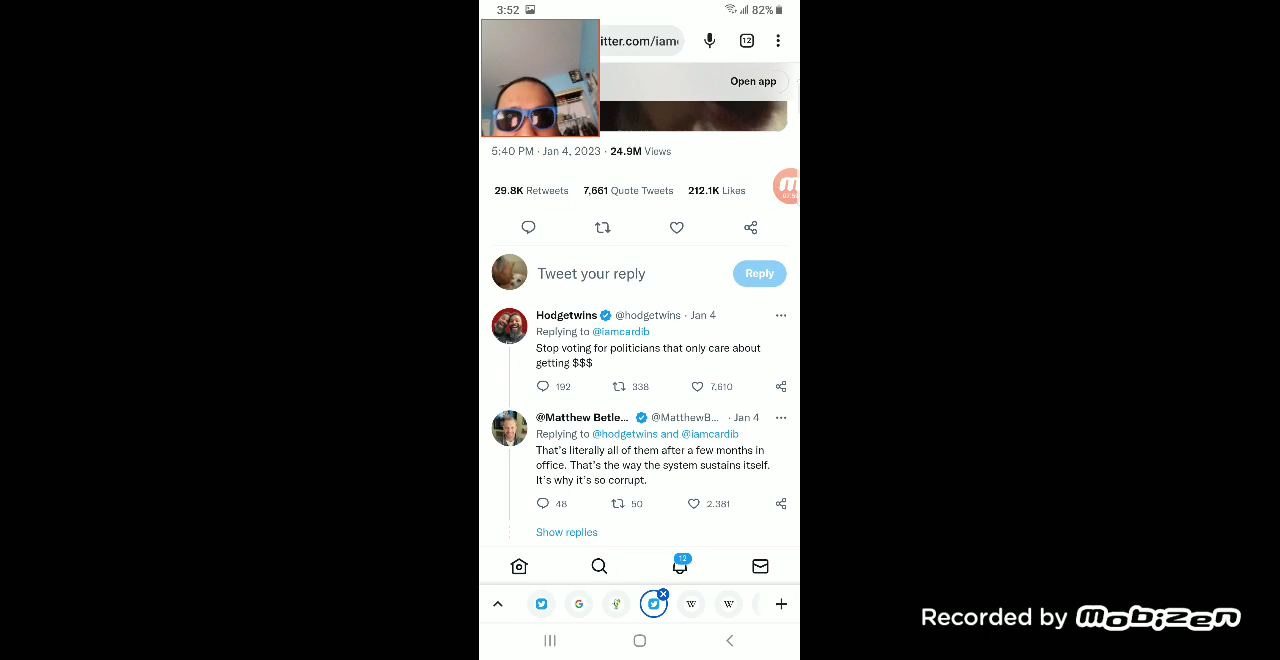 3:52
82%
itter.com/iam
12
Open app
5:40 PM · Jan 4, 2023 · 24.9M Views
29.8K Retweets 7,661 Quote Tweets 212.1K Likes
Tweet your reply
Reply
Hodgetwins @hodgetwins · Jan 4
Replying to @iamcardib
Stop voting for politicians that only care about
getting $$$
192 338 7,610
@Matthew Betle... @MatthewB... · Jan 4
Replying to @hodgetwins and @iamcardib
That's literally all of them after a few months in
office. That's the way the system sustains itself.
It's why it's so corrupt.
48 50 2,381
Show replies
12
G
W W
Recorded by mobizen